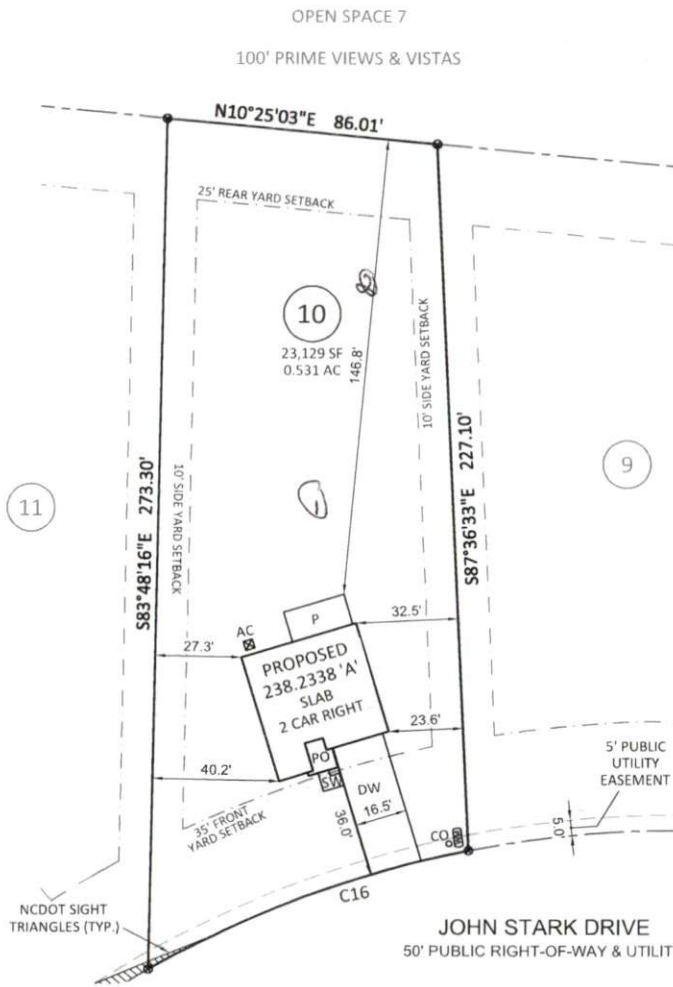 OPEN SPACE 7
100' PRIME VIEWS & VISTAS
N10°25'03"E 86.01'
25' REAR YARD SETBACK
10
23,129 SF
0.531 AC
146.8'
10' SIDE YARD SETBACK
S87°36'33"E 227.10'
9
11
S83°48'16"E 273.30'
10' SIDE YARD SETBACK
P
32.5'
AC
27.3'
PROPOSED
238.2338 'A'
SLAB
2 CAR RIGHT
23.6'
PO
40.2'
SW
DW
16.5'
36.0'
35' FRONT
YARD SETBACK
5' PUBLIC
UTILITY
EASEMENT
5.0'
CO
C16
NCDOT SIGHT
TRIANGLES (TYP.)
JOHN STARK DRIVE
50' PUBLIC RIGHT-OF-WAY & UTILIT